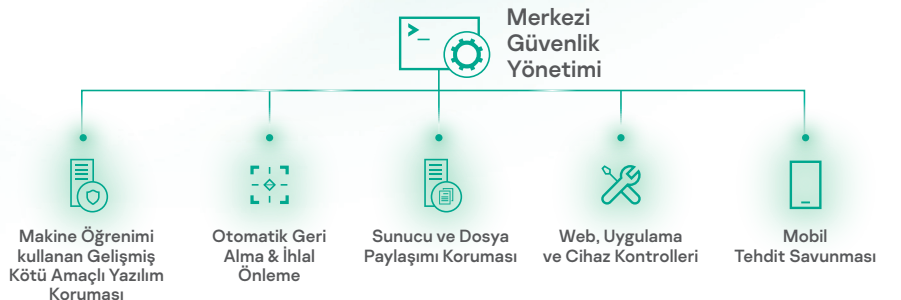 Merkezi
Güvenlik
Yönetimi
Makine Öğrenimi
kullanan Gelişmiş
Kötü Amaçlı Yazılım
Koruması
Otomatik Geri
Alma & İhlal
Önleme
Sunucu ve Dosya
Paylaşımı Koruması
Web, Uygulama
ve Cihaz Kontrolleri
Mobil
Tehdit Savunması